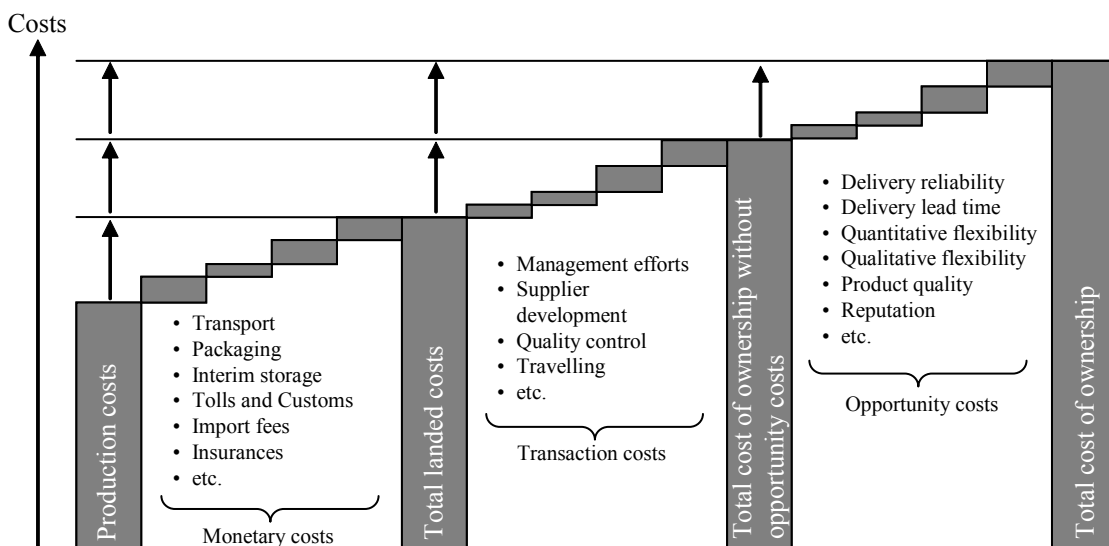 Costs
Production costs
• Transport
• Packaging
• Interim storage
• Tolls and Customs
• Import fees
• Insurances
• etc.
Monetary costs
Total landed costs
• Management efforts
• Supplier
development
• Quality control
• Travelling
• etc.
Transaction costs
Total cost of ownership without
opportunity costs
• Delivery reliability
• Delivery lead time
• Quantitative flexibility
• Qualitative flexibility
• Product quality
• Reputation
• etc.
Opportunity costs
Total cost of ownership